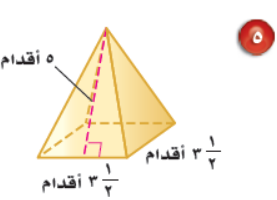 ٥
٥ أقدام
٣ ١/٢ أقدام
٣ ١/٢ أقدام